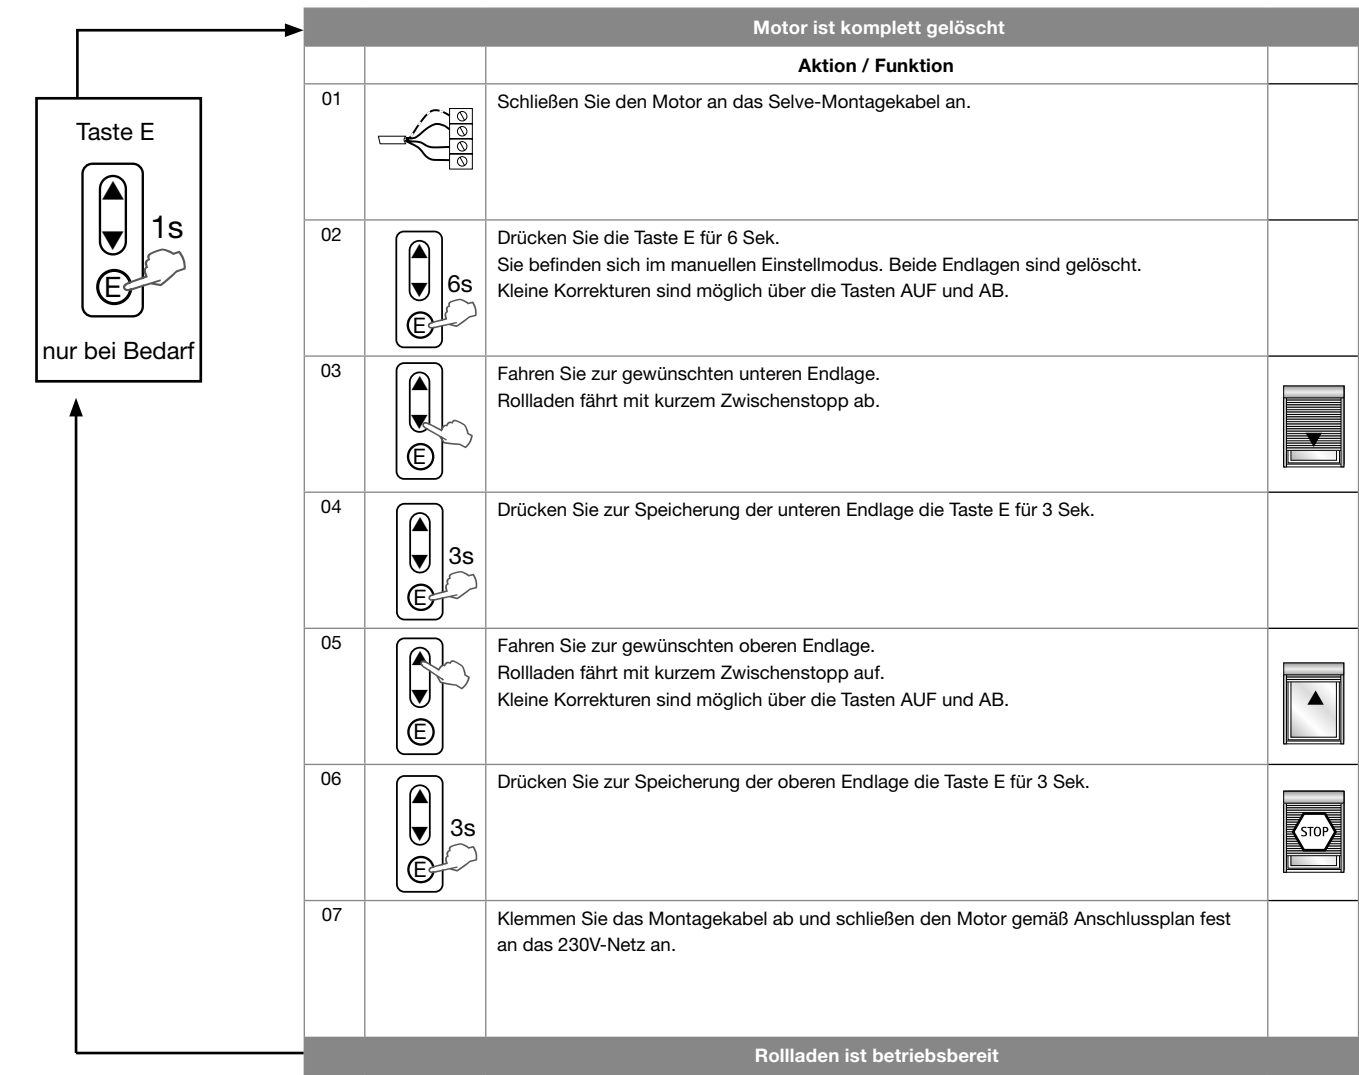 Motor ist komplett gelöscht
Aktion / Funktion
Taste E
1s
E
nur bei Bedarf
01
Schließen Sie den Motor an das Selve-Montagekabel an.
02
6s
E
Drücken Sie die Taste E für 6 Sek.
Sie befinden sich im manuellen Einstellmodus. Beide Endlagen sind gelöscht.
Kleine Korrekturen sind möglich über die Tasten AUF und AB.
03
E
Fahren Sie zur gewünschten unteren Endlage.
Rollladen fährt mit kurzem Zwischenstopp ab.
04
3s
E
Drücken Sie zur Speicherung der unteren Endlage die Taste E für 3 Sek.
05
E
Fahren Sie zur gewünschten oberen Endlage.
Rollladen fährt mit kurzem Zwischenstopp auf.
Kleine Korrekturen sind möglich über die Tasten AUF und AB.
06
3s
E
Drücken Sie zur Speicherung der oberen Endlage die Taste E für 3 Sek.
STOP
07
Klemmen Sie das Montagekabel ab und schließen den Motor gemäß Anschlussplan fest
an das 230V-Netz an.
Rollladen ist betriebsbereit